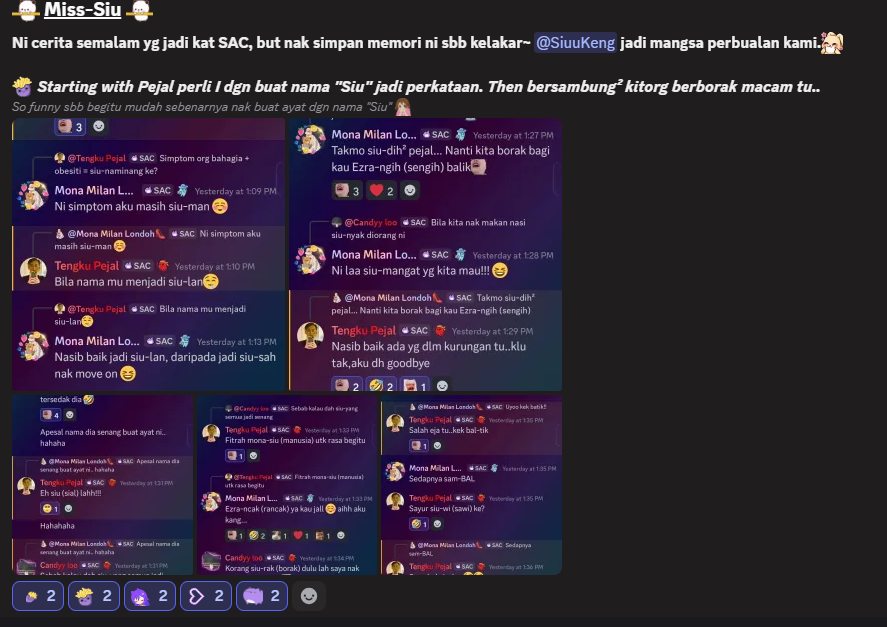 Miss-Siu
Ni cerita semalam yg jadi kat SAC, but nak simpan memori ni sbb kelakar~ @SiuuKeng jadi mangsa perbualan kami.
Starting with Pejal perli I dgn buat nama "Siu" jadi perkataan. Then bersambung² kitorg berborak macam tu..
So funny sbb begitu mudah sebenarnya nak buat ayat dgn nama "Siu"
3
@Tengku Pejal SAC Simptom org bahagia +
obesiti = siu-naminang ke?
Mona Milan L... SAC Yesterday at 1:09 PM
Ni simptom aku masih siu-man
@Mona Milan Londoh SAC Ni simptom aku
masih siu-man
Tengku Pejal SAC Yesterday at 1:10 PM
Bila nama mu menjadi siu-lan
@Tengku Pejal SAC Bila nama mu menjadi
siu-lan
Mona Milan Lo... SAC Yesterday at 1:13 PM
Nasib baik jadi siu-lan, daripada jadi siu-sah
nak move on
Mona Milan Lo... SAC Yesterday at 1:27 PM
Takmo siu-dih² pejal... Nanti kita borak bagi
kau Ezra-ngih (sengih) balik
3 2
@Candyy loo SAC Bila kita nak makan nasi
siu-nyak diorang ni
Mona Milan Lo... SAC Yesterday at 1:28 PM
Ni laa siu-mangat yg kita mau!!!
@Mona Milan Londoh SAC Takmo siu-dih²
pejal... Nanti kita borak bagi kau Ezra-ngih (sengih)
Tengku Pejal SAC Yesterday at 1:29 PM
Nasib baik ada yg dlm kurungan tu..klu
tak,aku dh goodbye
2 2 1
tersedak dia
4
Apesal nama dia senang buat ayat ni..
hahaha
@Mona Milan Londoh SAC Apesal nama dia
senang buat ayat ni.. hahaha
Tengku Pejal SAC Yesterday at 1:31 PM
Eh siu (sial) lahh!!!
1
Hahahaha
@Mona Milan Londoh SAC Apesal nama dia
senang buat ayat ni.. hahaha
Candyy loo SAC Yesterday at 1:31 PM
@Candyy loo SAC Sebab kalau dah siu-yang
semua jadi senang
Tengku Pejal SAC Yesterday at 1:33 PM
Fitrah mona-siu (manusia) utk rasa begitu
1
@Tengku Pejal SAC Fitrah mona-siu (manusia)
utk rasa begitu
Mona Milan L... SAC Yesterday at 1:33 PM
Ezra-ncak (rancak) ya kau jall aihh aku
kang...
1 2 1 1 1
Candyy loo SAC Yesterday at 1:34 PM
Korang siu-rak (borak) dulu lah saya nak
@Mona Milan Londoh SAC Uyoo kek batik!!
Tengku Pejal SAC Yesterday at 1:35 PM
Salah eja tu..kek bal-tik
1
Mona Milan L... SAC Yesterday at 1:35 PM
Sedapnya sam-BAL
Tengku Pejal SAC Yesterday at 1:35 PM
Sayur siu-wi (sawi) ke?
1
@Mona Milan Londoh SAC Sedapnya
sam-BAL
Tengku Pejal SAC Yesterday at 1:36 PM
2 2 2 2 2